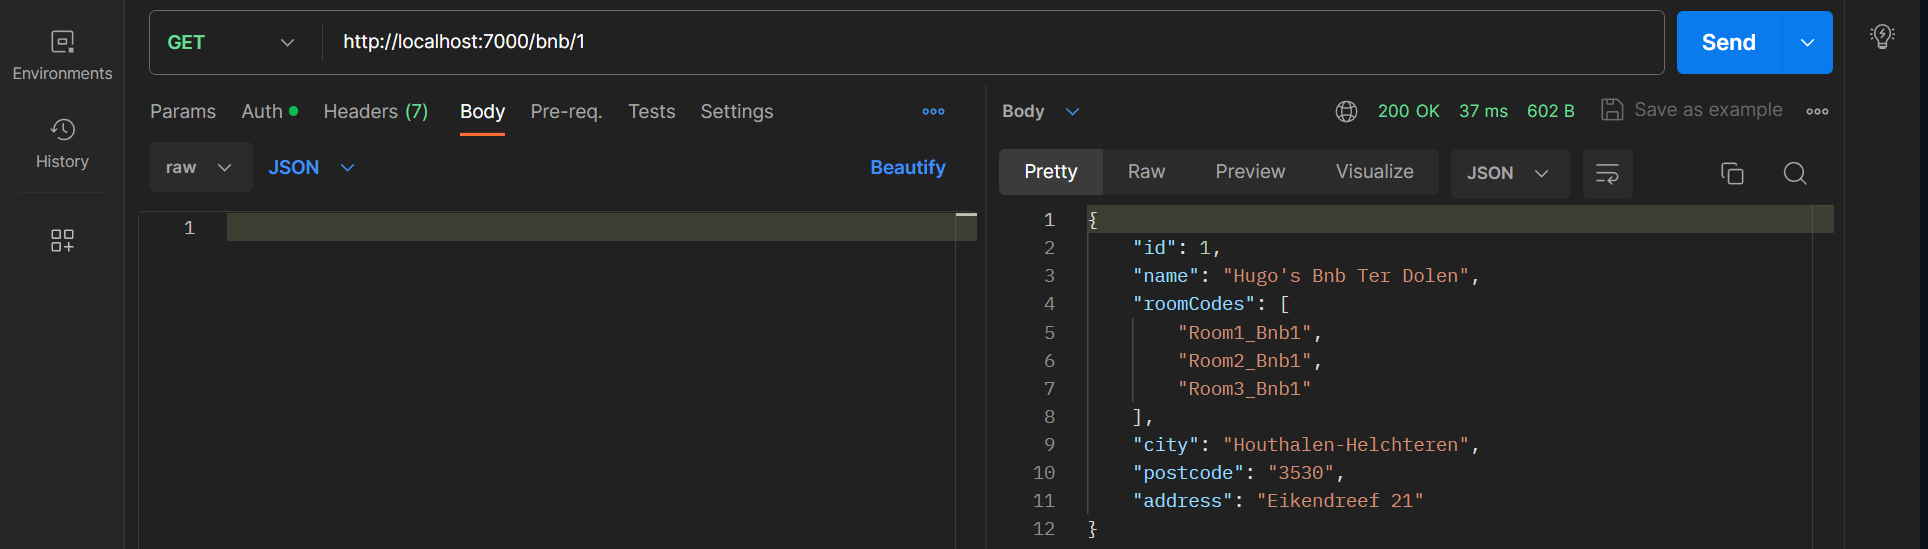 Environments
History
GET http://localhost:7000/bnb/1 Send
Params Auth Headers (7) Body Pre-req. Tests Settings
raw JSON Beautify
1
Body 200 OK 37 ms 602 B Save as example
Pretty Raw Preview Visualize JSON
1 {
2 "id": 1,
3 "name": "Hugo's Bnb Ter Dolen",
4 "roomCodes": [
5 "Room1_Bnb1",
6 "Room2_Bnb1",
7 "Room3_Bnb1"
8 ],
9 "city": "Houthalen-Helchteren",
10 "postcode": "3530",
11 "address": "Eikendreef 21"
12 }